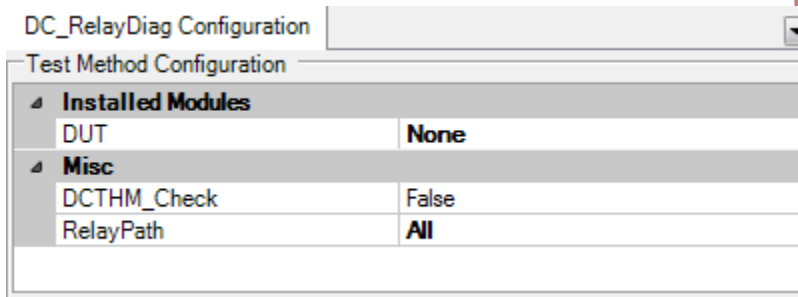 DC_RelayDiag Configuration
Test Method Configuration
Installed Modules
DUT None
Misc
DCTHM_Check False
RelayPath All